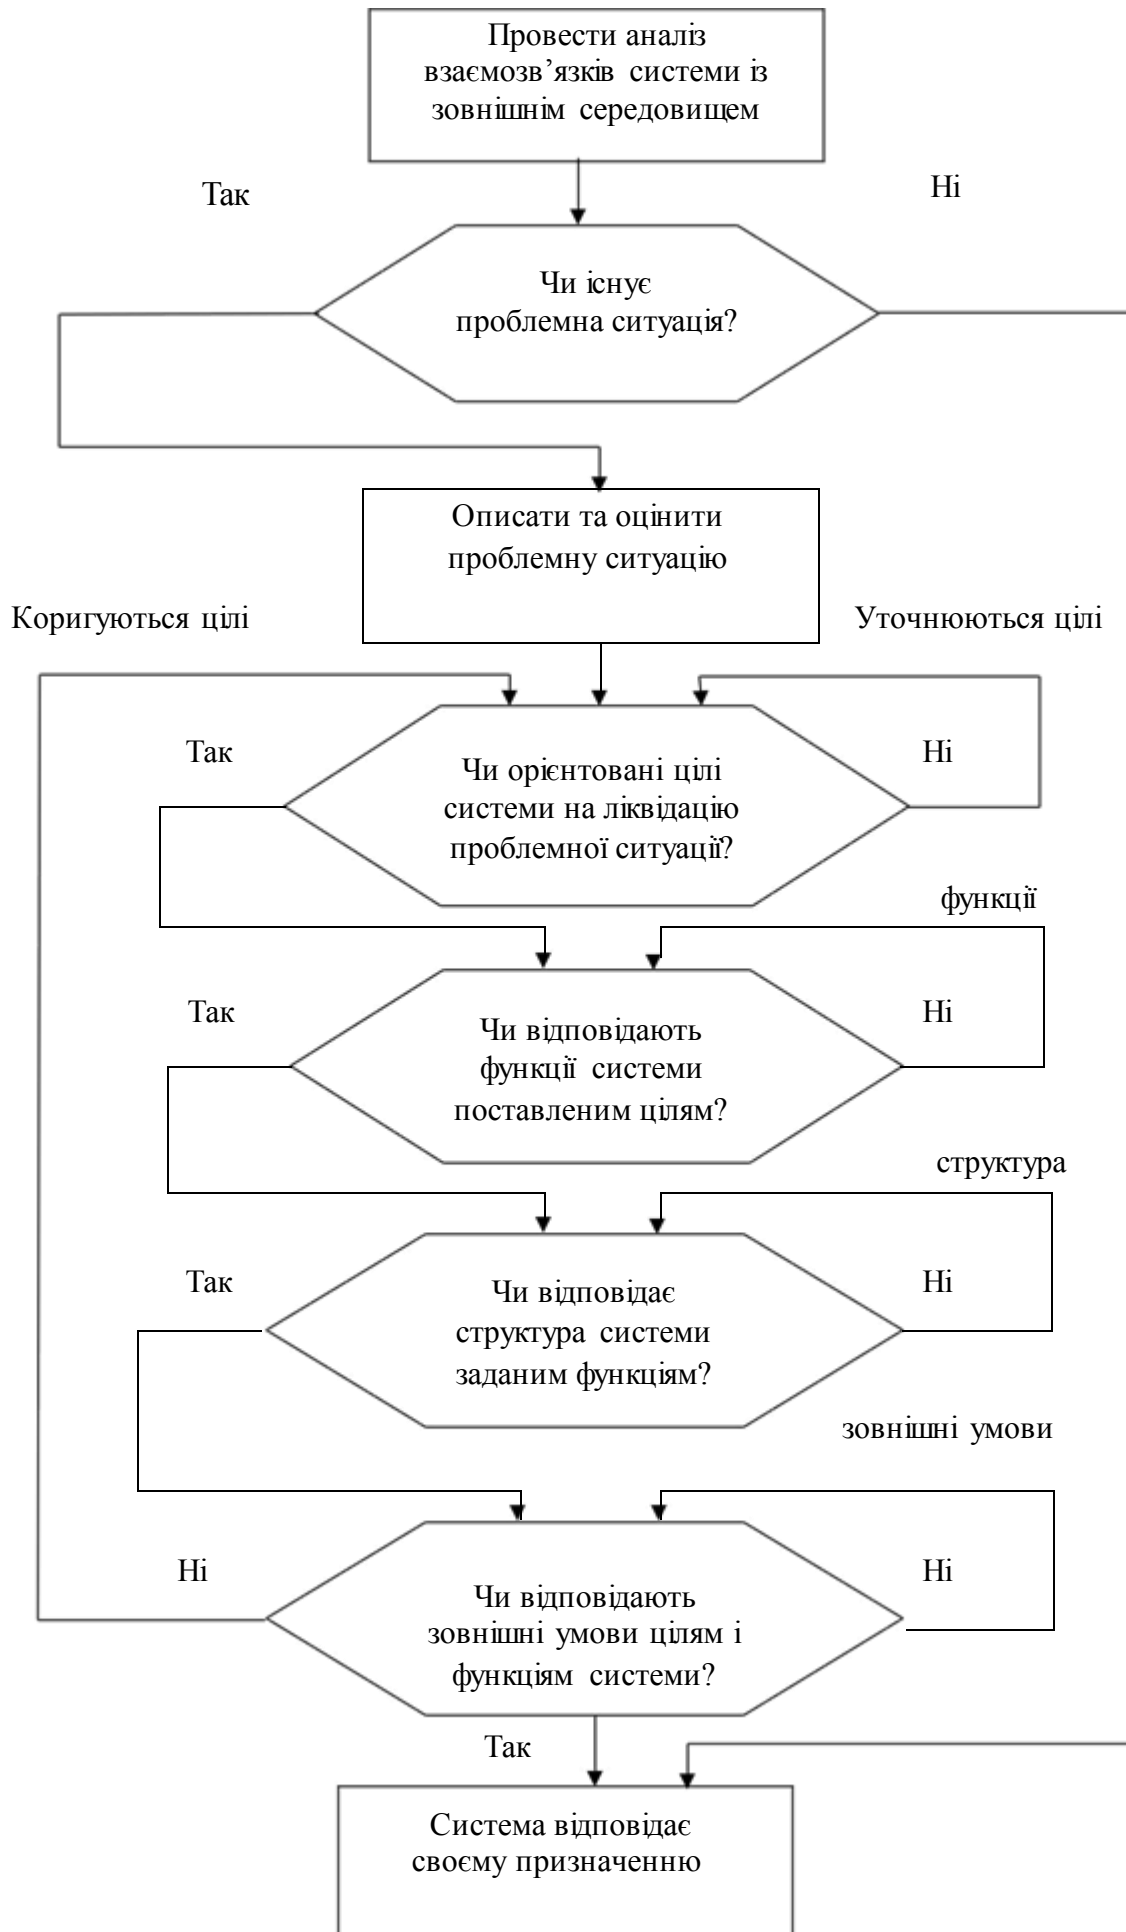 Провести аналіз
взаємозв’язків системи із
зовнішнім середовищем
Так
Ні
Чи існує
проблемна ситуація?
Описати та оцінити
проблемну ситуацію
Коригуються цілі
Уточнюються цілі
Так
Ні
Чи орієнтовані цілі
системи на ліквідацію
проблемної ситуації?
функції
Так
Ні
Чи відповідають
функції системи
поставленим цілям?
структура
Так
Ні
Чи відповідає
структура системи
заданим функціям?
зовнішні умови
Ні
Ні
Чи відповідають
зовнішні умови цілям і
функціям системи?
Так
Система відповідає
своєму призначенню